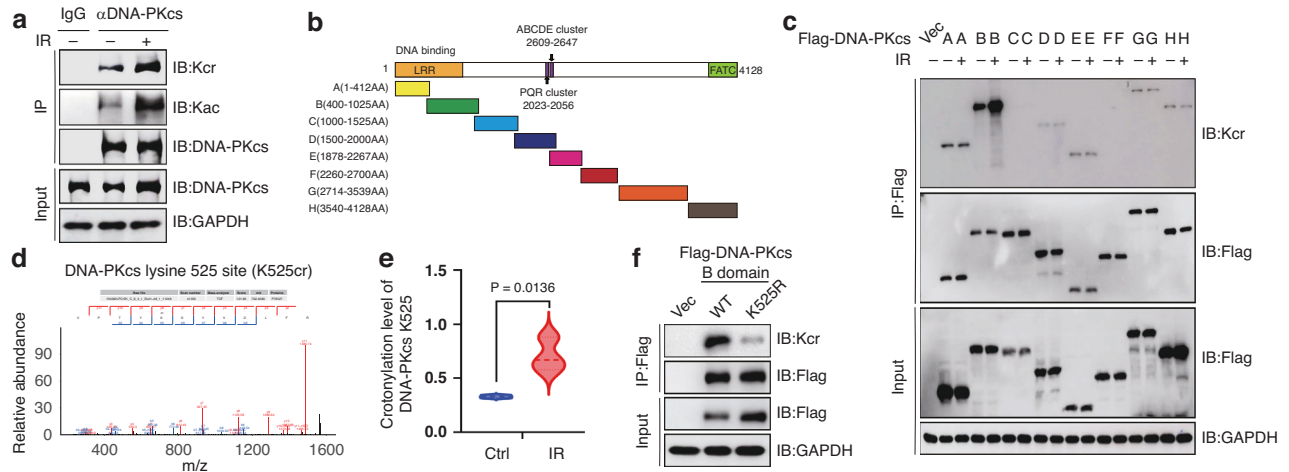 a
IgG αDNA-PKcs
IR − − +
IP
IB:Kcr
IB:Kac
IB:DNA-PKcs
Input
IB:DNA-PKcs
IB:GAPDH
b
ABCDE cluster
2609-2647
DNA binding
1 LRR FATC 4128
PQR cluster
2023-2056
A(1-412AA)
B(400-1025AA)
C(1000-1525AA)
D(1500-2000AA)
E(1878-2267AA)
F(2260-2700AA)
G(2714-3539AA)
H(3540-4128AA)
c
Flag-DNA-PKcs Vec A A B B C C D D E E F F G G H H
IR − − + − + − + − + − + − + − + − +
IP:Flag
IB:Kcr
IB:Flag
Input
IB:Flag
IB:GAPDH
d
DNA-PKcs lysine 525 site (K525cr)
Relative abundance
90
60
30
0
400 800 1200 1600
m/z
e
Crotonylation level of
DNA-PKcs K525
1.5
1.0
0.5
0.0
P = 0.0136
Ctrl IR
f
Flag-DNA-PKcs
B domain
Vec WT K525R
IP:Flag
IB:Kcr
IB:Flag
Input
IB:Flag
IB:GAPDH